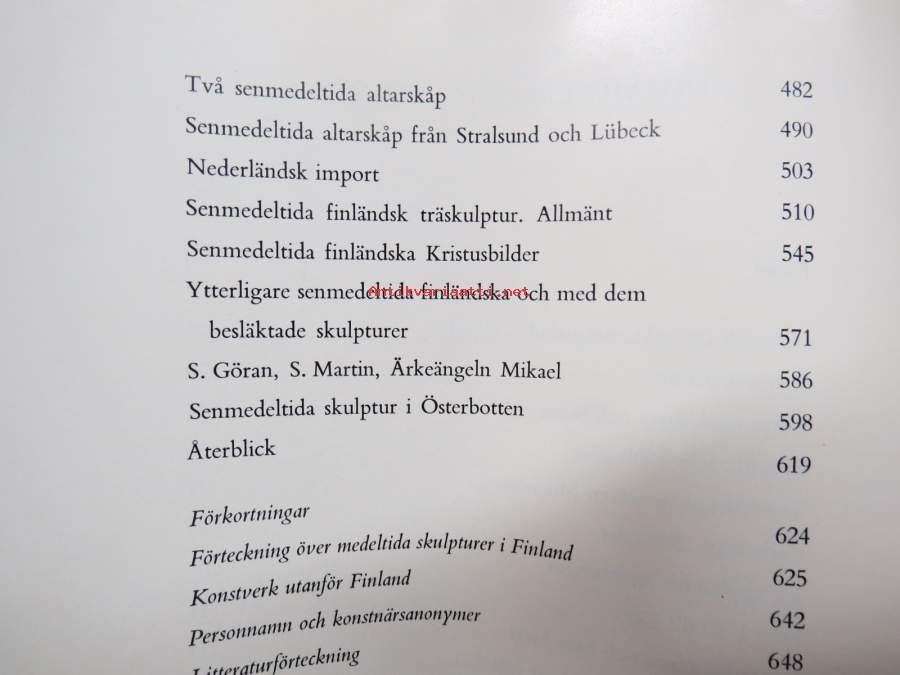 Två senmedeltida altarskåp 482
Senmedeltida altarskåp från Stralsund och Lübeck 490
Nederländsk import 503
Senmedeltida finländsk träskulptur. Allmänt 510
Senmedeltida finländska Kristusbilder 545
Ytterligare senmedeltida finländska och med dem
besläktade skulpturer 571
S. Göran, S. Martin, Ärkeängeln Mikael 586
Senmedeltida skulptur i Österbotten 598
Återblick 619
Förkortningar 624
Förteckning över medeltida skulpturer i Finland 625
Konstverk utanför Finland 642
Personnamn och konstnärsanonymer 648
Litteraturförteckning
antikvariaatti.net